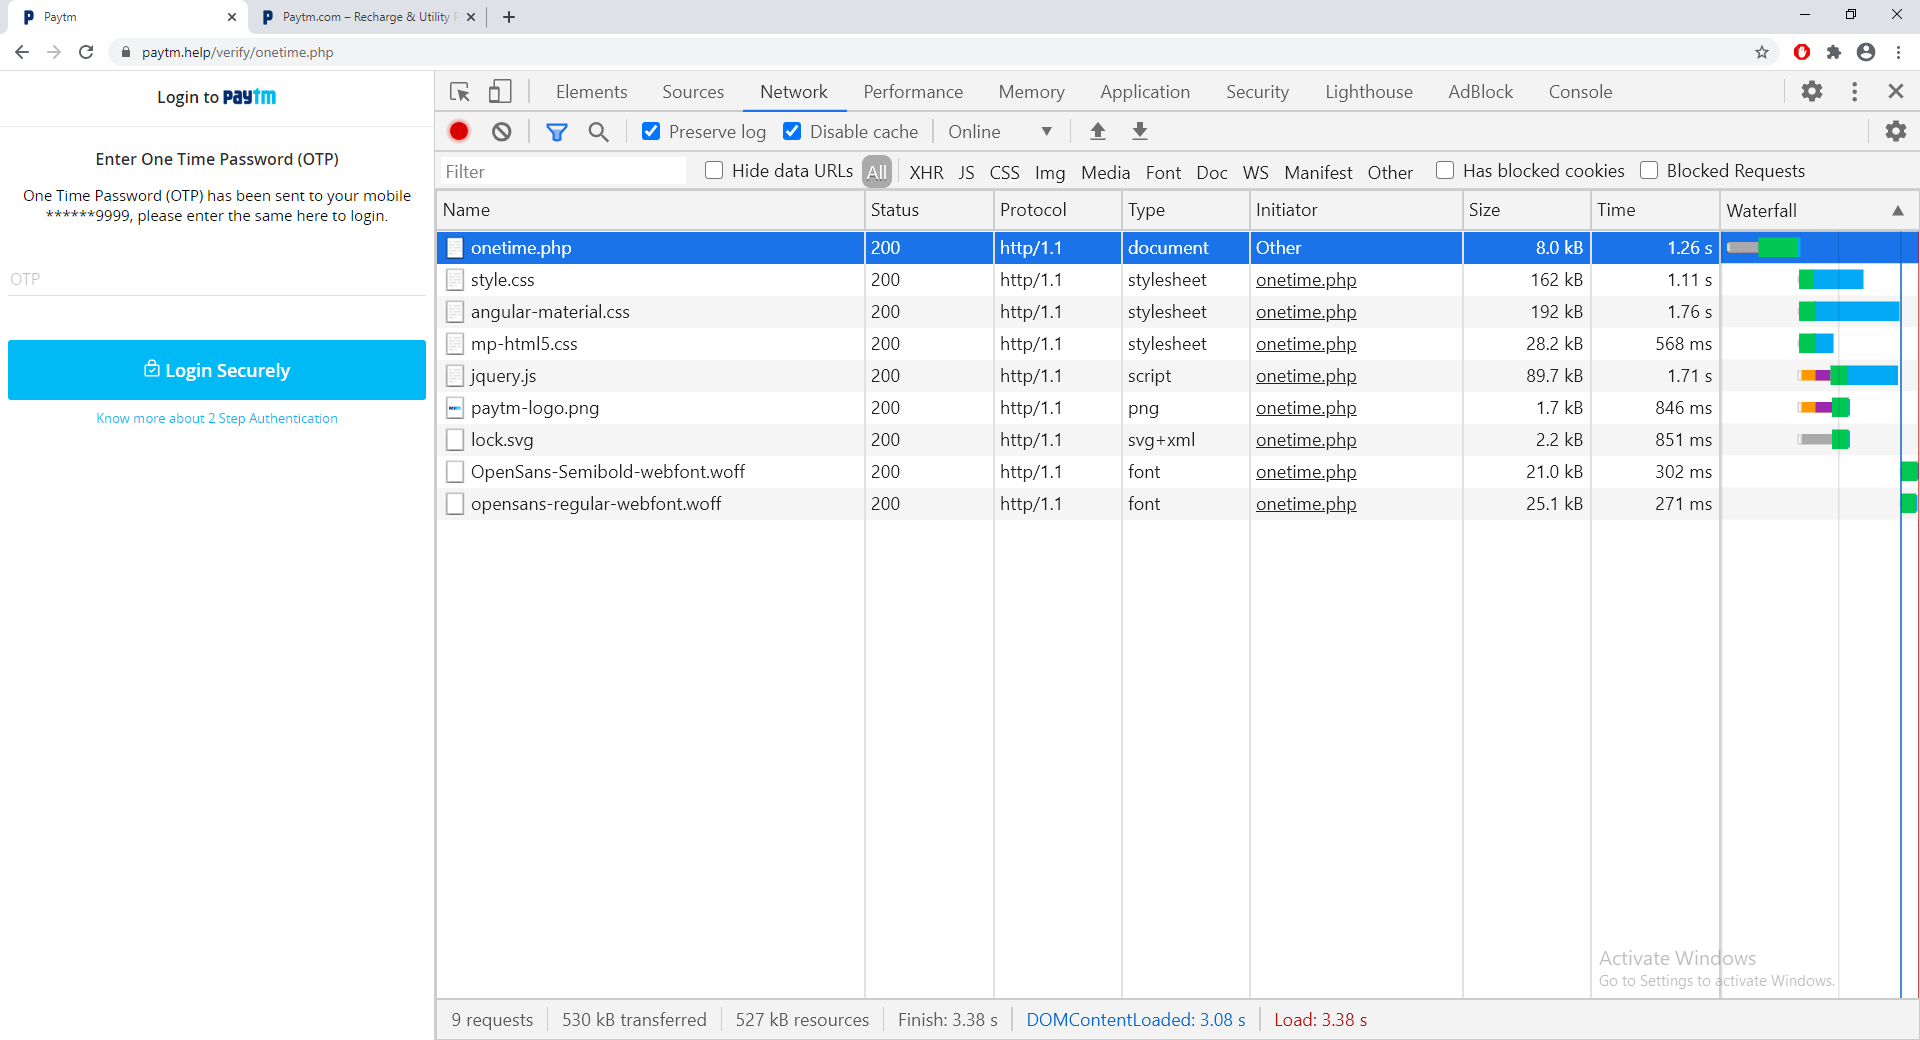 Paytm
Paytm.com – Recharge & Utility
paytm.help/verify/onetime.php
Login to paytm
Enter One Time Password (OTP)
One Time Password (OTP) has been sent to your mobile
******9999, please enter the same here to login.
OTP
Login Securely
Know more about 2 Step Authentication
Elements Sources Network Performance Memory Application Security Lighthouse AdBlock Console
Preserve log Disable cache Online
Filter Hide data URLs All XHR JS CSS Img Media Font Doc WS Manifest Other Has blocked cookies Blocked Requests
Name Status Protocol Type Initiator Size Time Waterfall
onetime.php 200 http/1.1 document Other 8.0 kB 1.26 s
style.css 200 http/1.1 stylesheet onetime.php 162 kB 1.11 s
angular-material.css 200 http/1.1 stylesheet onetime.php 192 kB 1.76 s
mp-html5.css 200 http/1.1 stylesheet onetime.php 28.2 kB 568 ms
jquery.js 200 http/1.1 script onetime.php 89.7 kB 1.71 s
paytm-logo.png 200 http/1.1 png onetime.php 1.7 kB 846 ms
lock.svg 200 http/1.1 svg+xml onetime.php 2.2 kB 851 ms
OpenSans-Semibold-webfont.woff 200 http/1.1 font onetime.php 21.0 kB 302 ms
opensans-regular-webfont.woff 200 http/1.1 font onetime.php 25.1 kB 271 ms
Activate Windows
Go to Settings to activate Windows.
9 requests 530 kB transferred 527 kB resources Finish: 3.38 s DOMContentLoaded: 3.08 s Load: 3.38 s